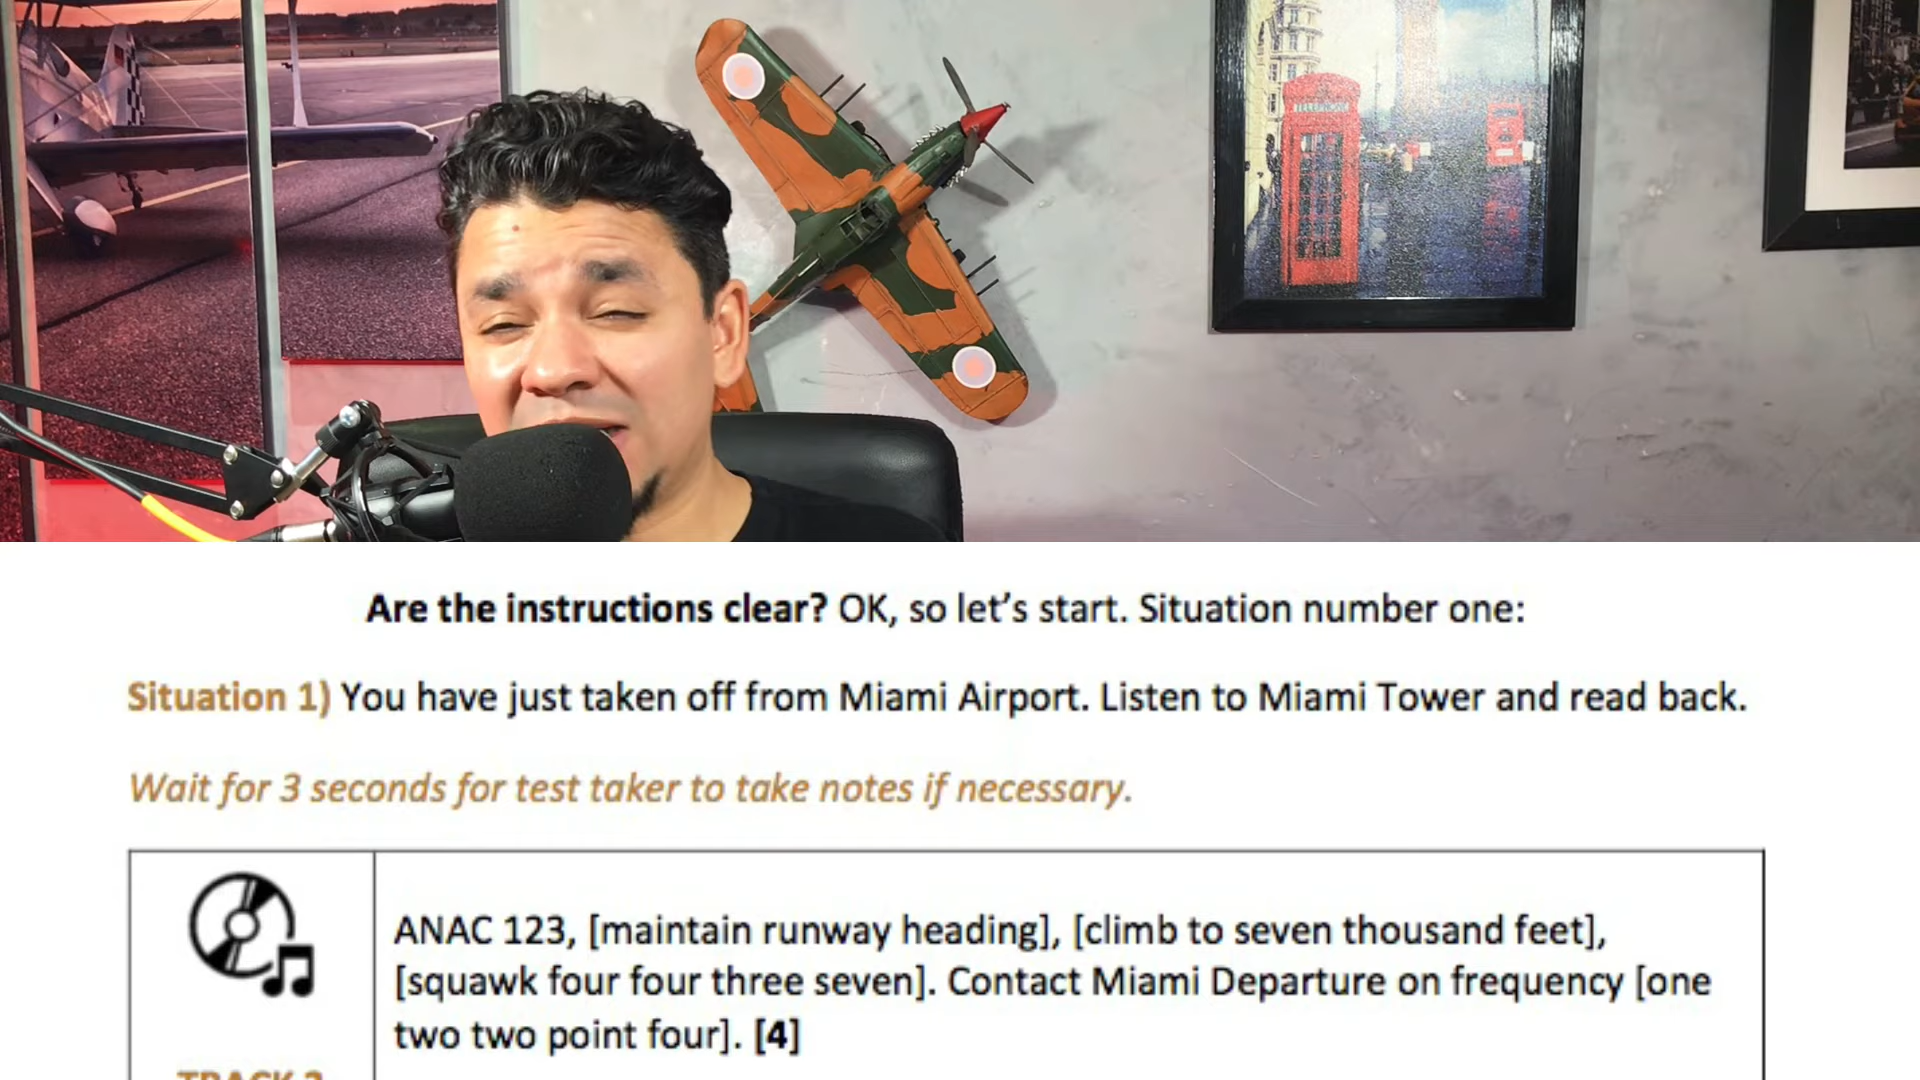 TELEPHONE
Are the instructions clear? OK, so let's start. Situation number one:
Situation 1) You have just taken off from Miami Airport. Listen to Miami Tower and read back.
Wait for 3 seconds for test taker to take notes if necessary.
ANAC 123, [maintain runway heading], [climb to seven thousand feet],
[squawk four four three seven]. Contact Miami Departure on frequency [one
two two point four]. [4]
TRACK 2